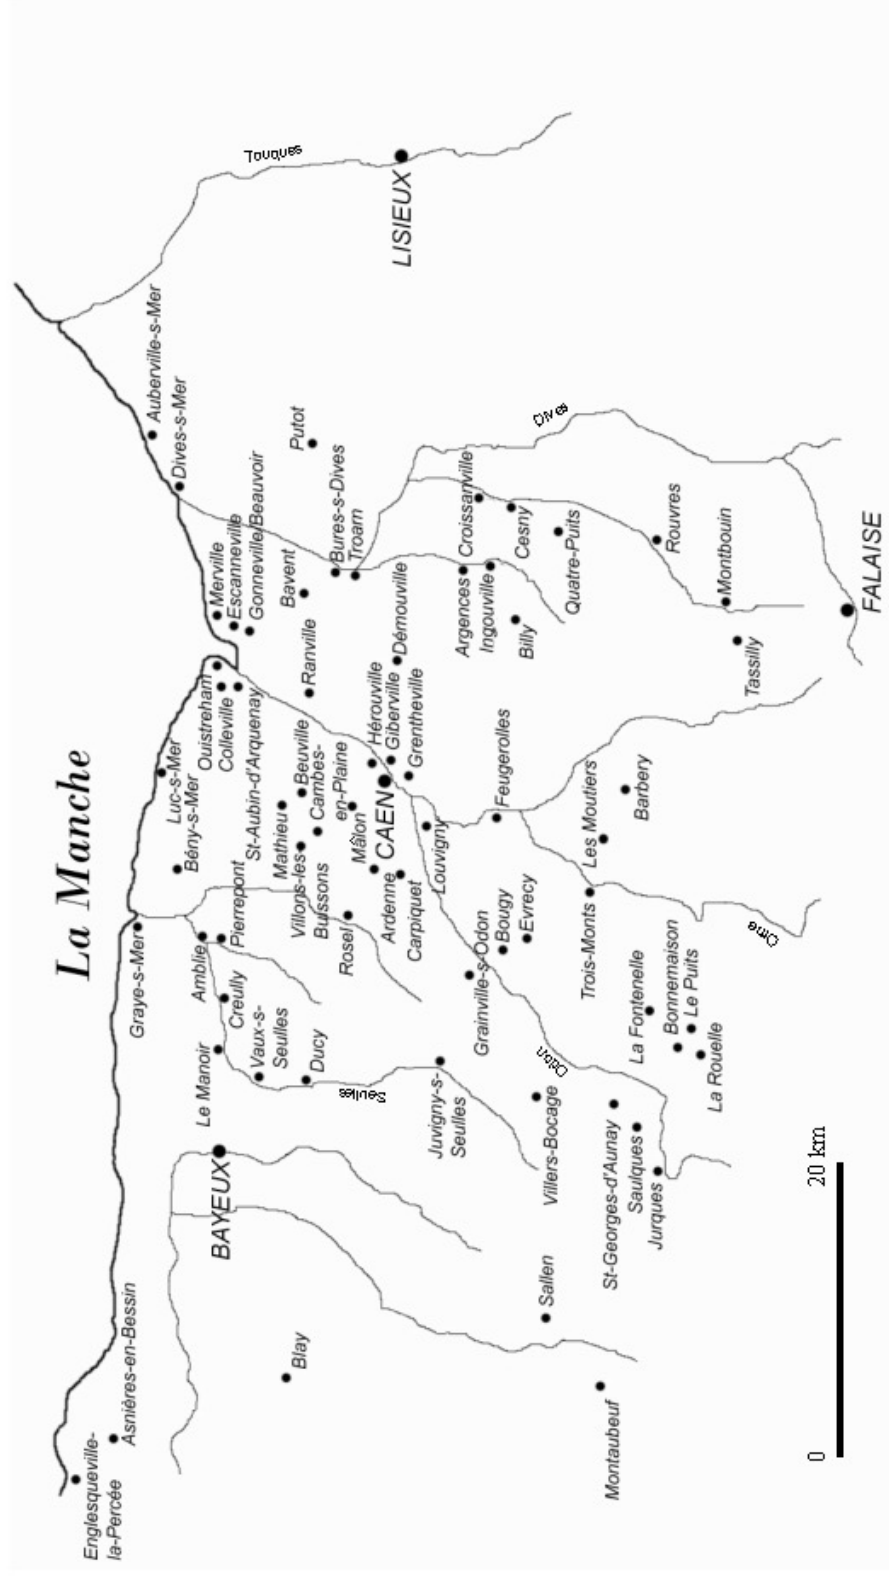 La Manche
Englesqueville-
la-Percée
Asnières-en-Bessin
Blay
BAYEUX
Le Manoir
Vaux-s-
Seulles
Ducy
Creully
Amblie
Pierrepont
Graye-s-Mer
Bény-s-Mer
Luc-s-Mer
Ouistreham
Colleville
St-Aubin-d'Arquenay
Mathieu
Beuville
Villons-les-
Buissons
Cambes-
en-Plaine
Mâlon
Rosel
Ardenne
Carpiquet
CAEN
Hérouville
Giberville
Grentheville
Démouville
Ranville
Merville
Escanneville
Gonneville/Beauvoir
Bavent
Bures-s-Dives
Troarn
Putot
Dives-s-Mer
Auberville-s-Mer
Touques
LISIEUX
Dives
Argences
Croissanville
Ingouville
Cesny
Billy
Quatre-Puits
Rouvres
Montbouin
Tassilly
FALAISE
Louvigny
Feugerolles
Les Moutiers
Barbery
Trois-Monts
Orne
Grainville-s-Odon
Bougy
Evrecy
Odon
Seulles
Juvigny-s-
Seulles
Villers-Bocage
La Fontenelle
Bonnemaison
Le Puits
La Rouelle
St-Georges-d'Aunay
Saulques
Jurques
Sallen
Montaubeuf
0
20 km